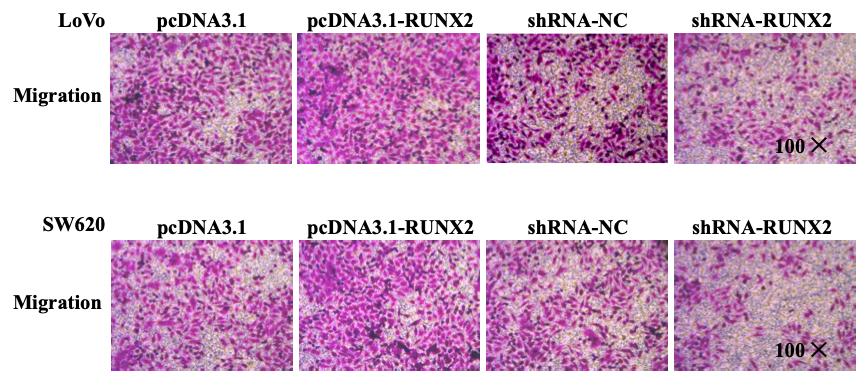 LoVo pcDNA3.1 pcDNA3.1-RUNX2 shRNA-NC shRNA-RUNX2
Migration
100 ×
SW620 pcDNA3.1 pcDNA3.1-RUNX2 shRNA-NC shRNA-RUNX2
Migration
100 ×